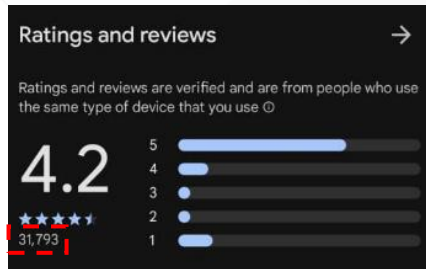 Ratings and reviews
Ratings and reviews are verified and are from people who use
the same type of device that you use
4.2
31,793
5
4
3
2
1